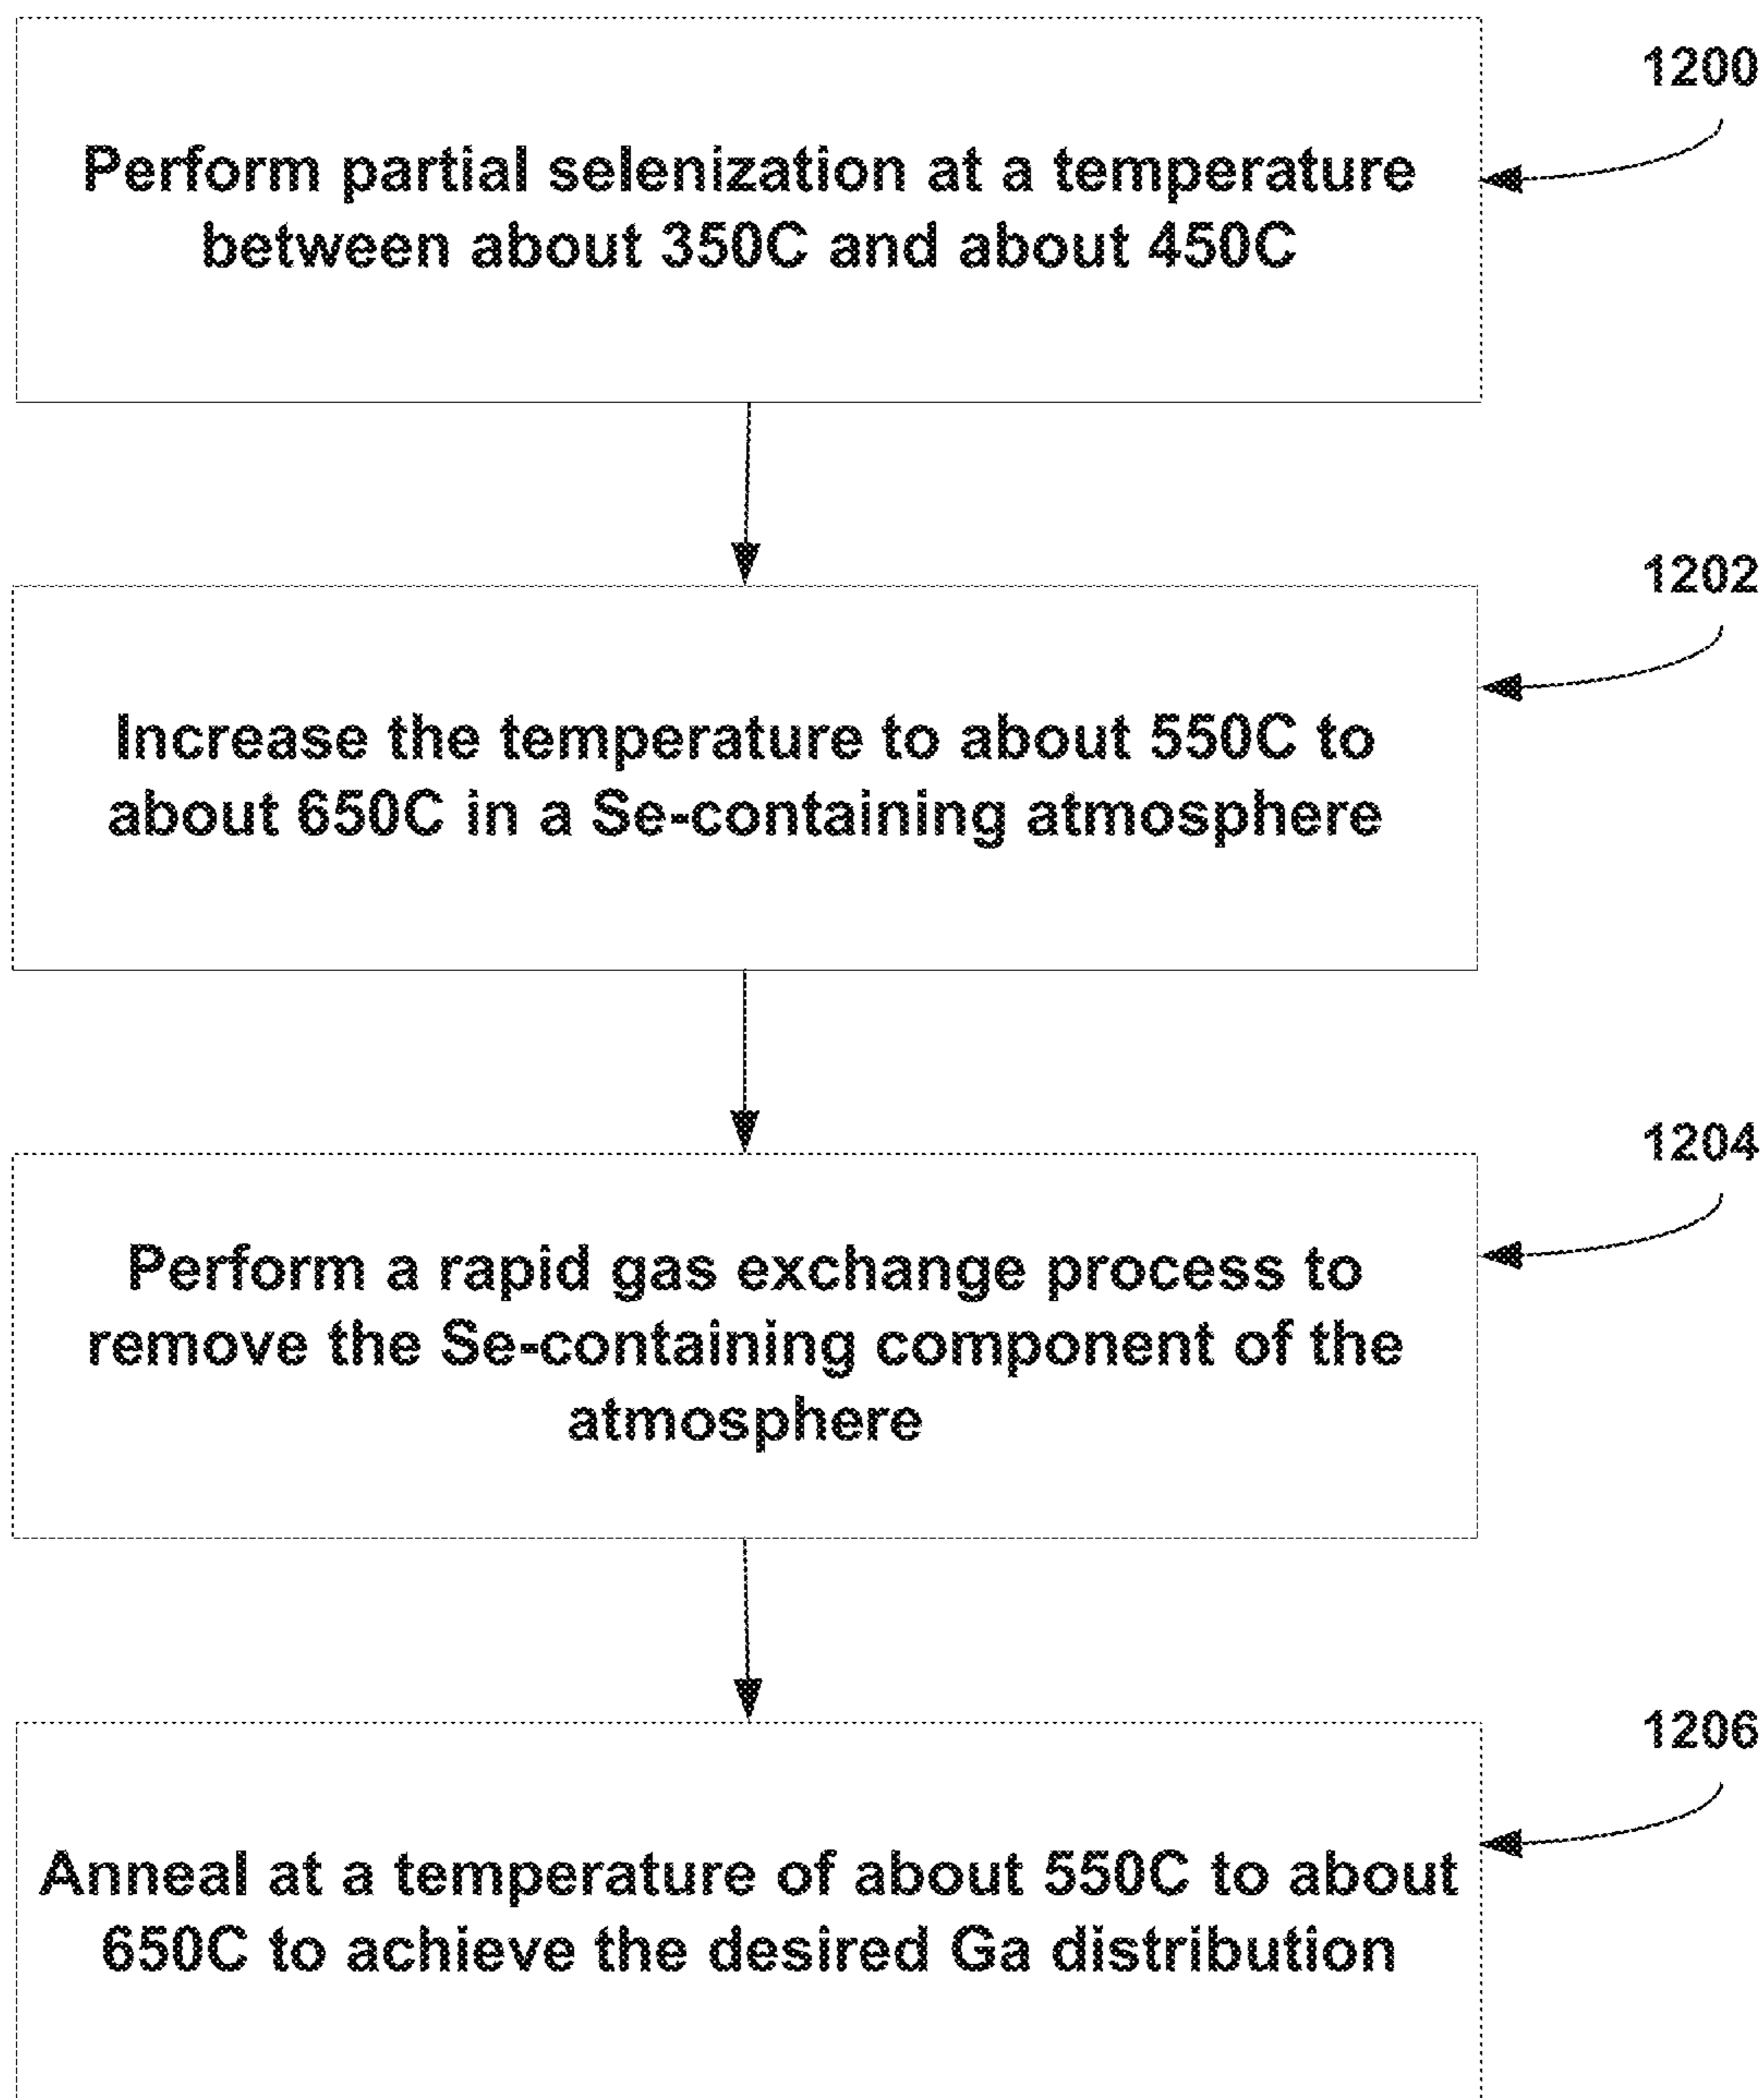 1200
Perform partial selenization at a temperature
between about 350C and about 450C
1202
Increase the temperature to about 550C to
about 650C in a Se-containing atmosphere
1204
Perform a rapid gas exchange process to
remove the Se-containing component of the
atmosphere
1206
Anneal at a temperature of about 550C to about
650C to achieve the desired Ga distribution